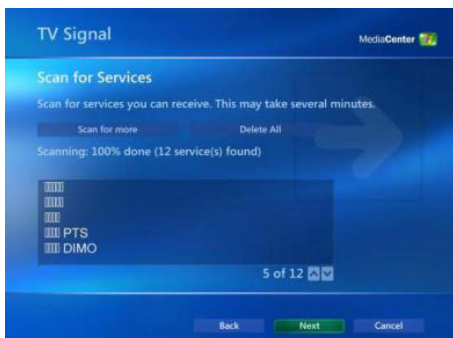 TV Signal
MediaCenter
Scan for Services
Scan for services you can receive. This may take several minutes.
Scan for more
Delete All
Scanning: 100% done (12 service(s) found)
PTS
DIMO
5 of 12
Back
Next
Cancel